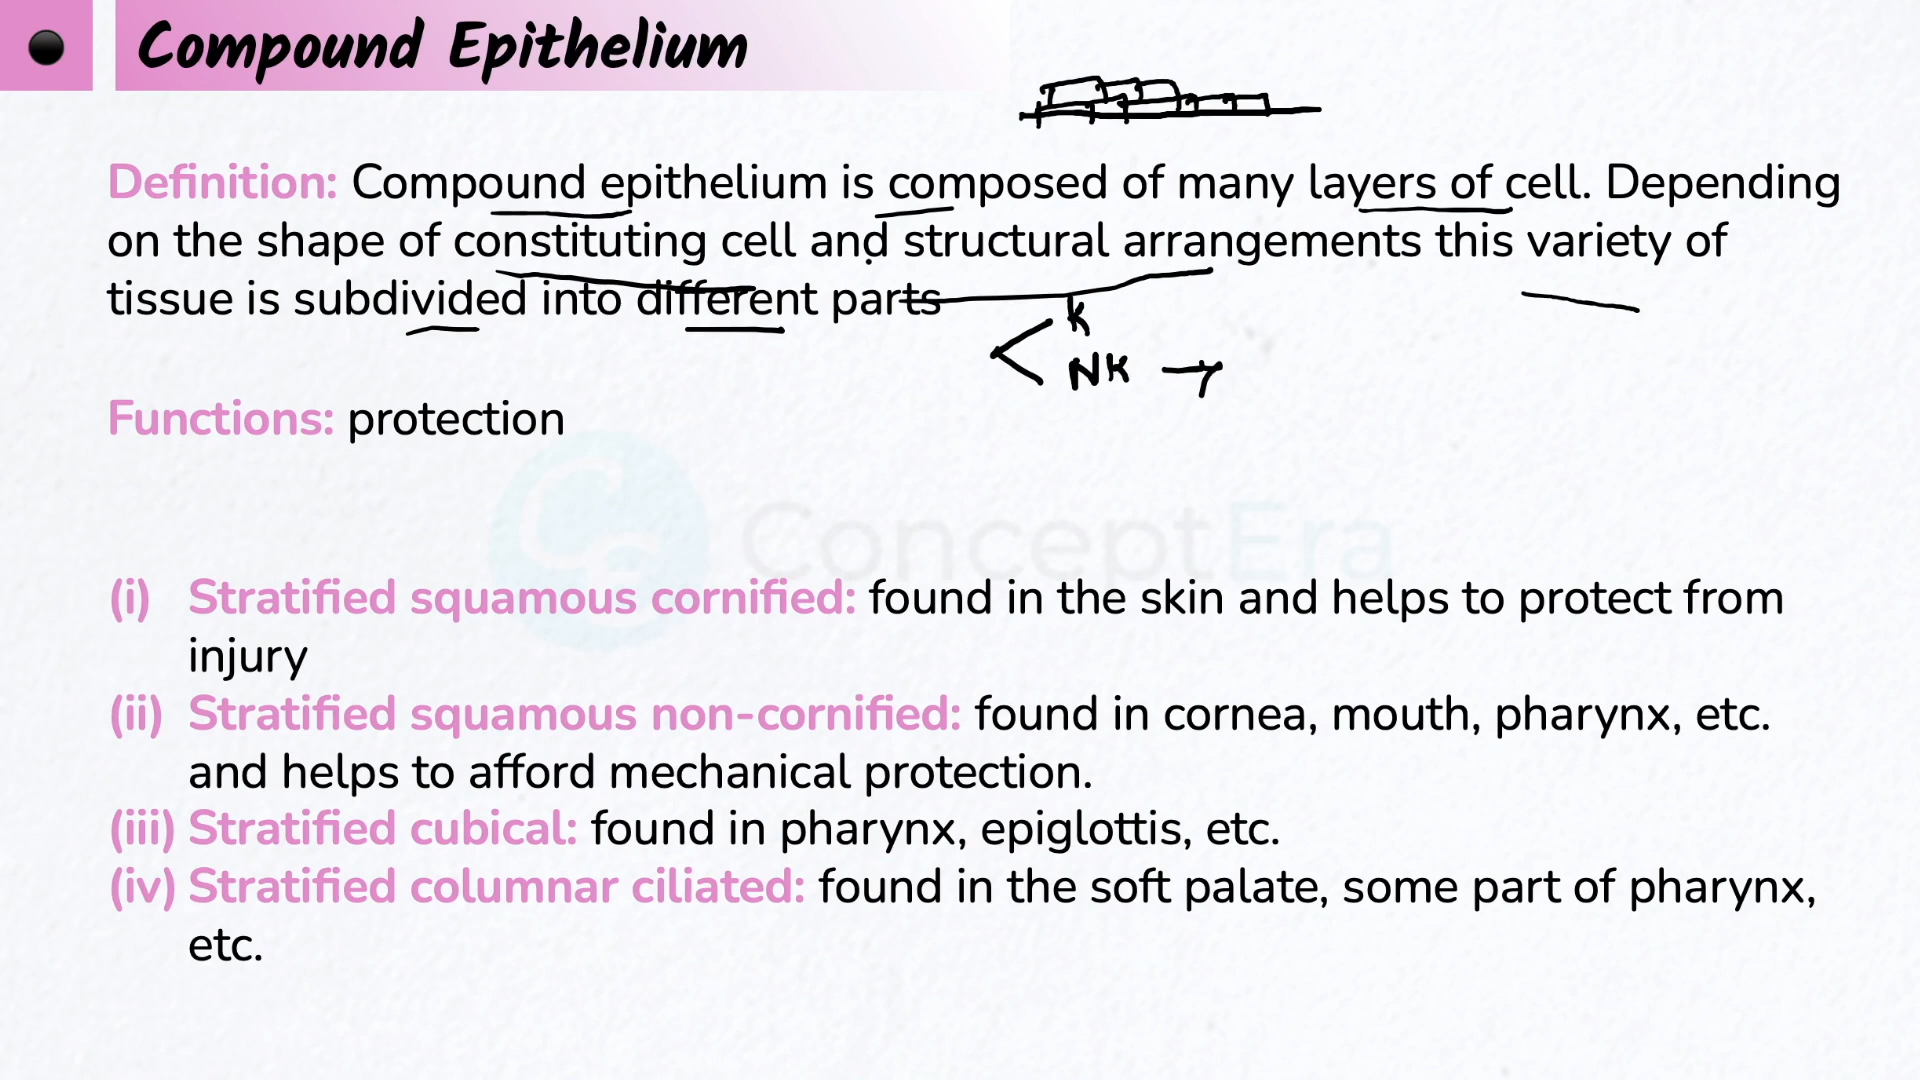 Compound Epithelium
Definition: Compound epithelium is composed of many layers of cell. Depending
on the shape of constituting cell and structural arrangements this variety of
tissue is subdivided into different parts
K
NK
Functions: protection
ConceptEra
(i) Stratified squamous cornified: found in the skin and helps to protect from
injury
(ii) Stratified squamous non-cornified: found in cornea, mouth, pharynx, etc.
and helps to afford mechanical protection.
(iii) Stratified cubical: found in pharynx, epiglottis, etc.
(iv) Stratified columnar ciliated: found in the soft palate, some part of pharynx,
etc.